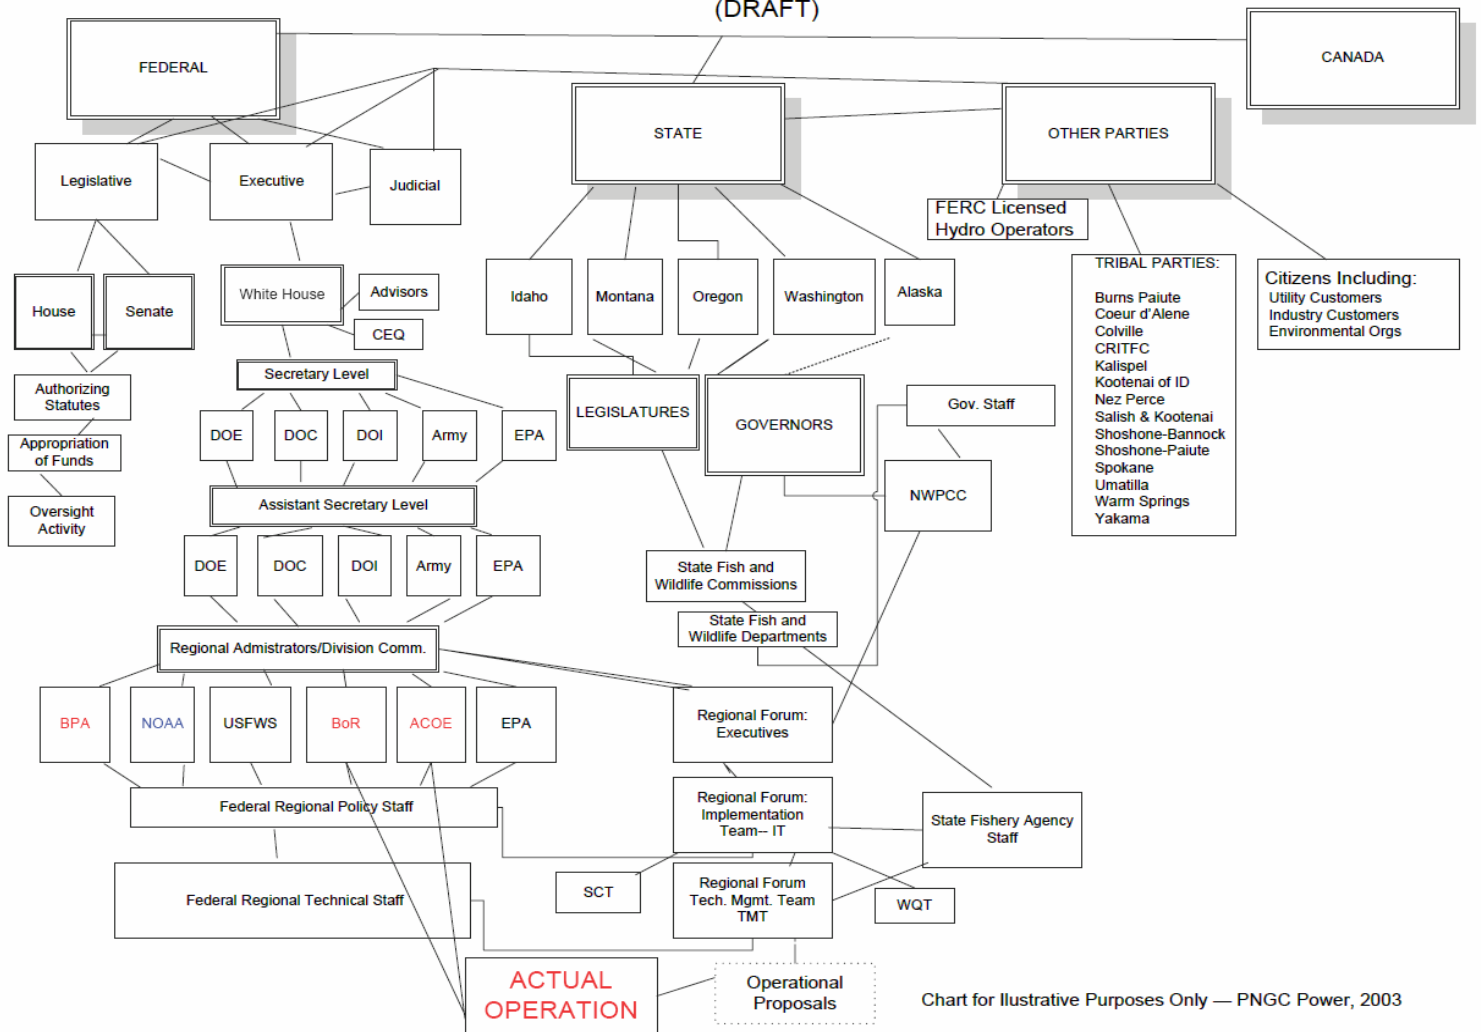 (DRAFT)
FEDERAL
CANADA
STATE
OTHER PARTIES
Legislative
Executive
Judicial
FERC Licensed
Hydro Operators
TRIBAL PARTIES:
Burns Paiute
Coeur d'Alene
Colville
CRITFC
Kalispel
Kootenai of ID
Nez Perce
Salish & Kootenai
Shoshone-Bannock
Shoshone-Paiute
Spokane
Umatilla
Warm Springs
Yakama
Citizens Including:
Utility Customers
Industry Customers
Environmental Orgs
House
Senate
White House
Advisors
CEQ
Idaho
Montana
Oregon
Washington
Alaska
Authorizing
Statutes
Secretary Level
LEGISLATURES
GOVERNORS
Gov. Staff
Appropriation
of Funds
DOE
DOC
DOI
Army
EPA
Oversight
Activity
Assistant Secretary Level
NWPCC
DOE
DOC
DOI
Army
EPA
State Fish and
Wildlife Commissions
State Fish and
Wildlife Departments
Regional Admistrators/Division Comm.
BPA
NOAA
USFWS
BoR
ACOE
EPA
Regional Forum:
Executives
Federal Regional Policy Staff
Regional Forum:
Implementation
Team-- IT
State Fishery Agency
Staff
Federal Regional Technical Staff
SCT
Regional Forum
Tech. Mgmt. Team
TMT
WQT
ACTUAL
OPERATION
Operational
Proposals
Chart for Ilustrative Purposes Only — PNGC Power, 2003